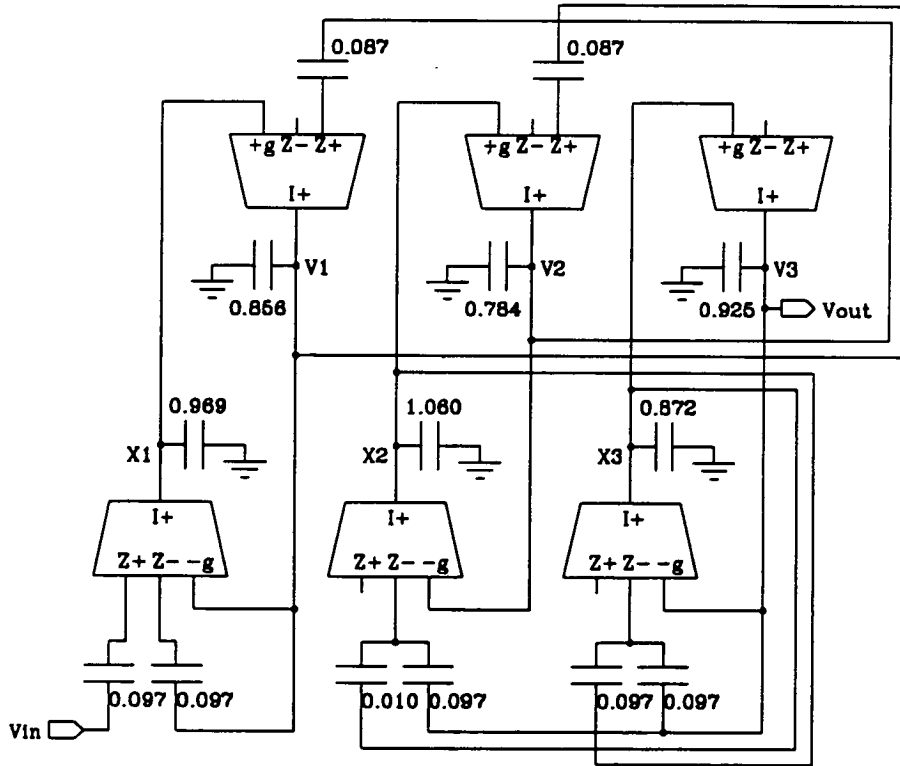 0.087 0.087
+g Z- Z+ +g Z- Z+ +g Z- Z+
I+ I+ I+
V1 V2 V3
0.856 0.784 0.925 Vout
0.969 1.060 0.872
X1 X2 X3
I+ I+ I+
Z+ Z- -g Z+ Z- -g Z+ Z- -g
0.097 0.097 0.010 0.097 0.097 0.097
Vin